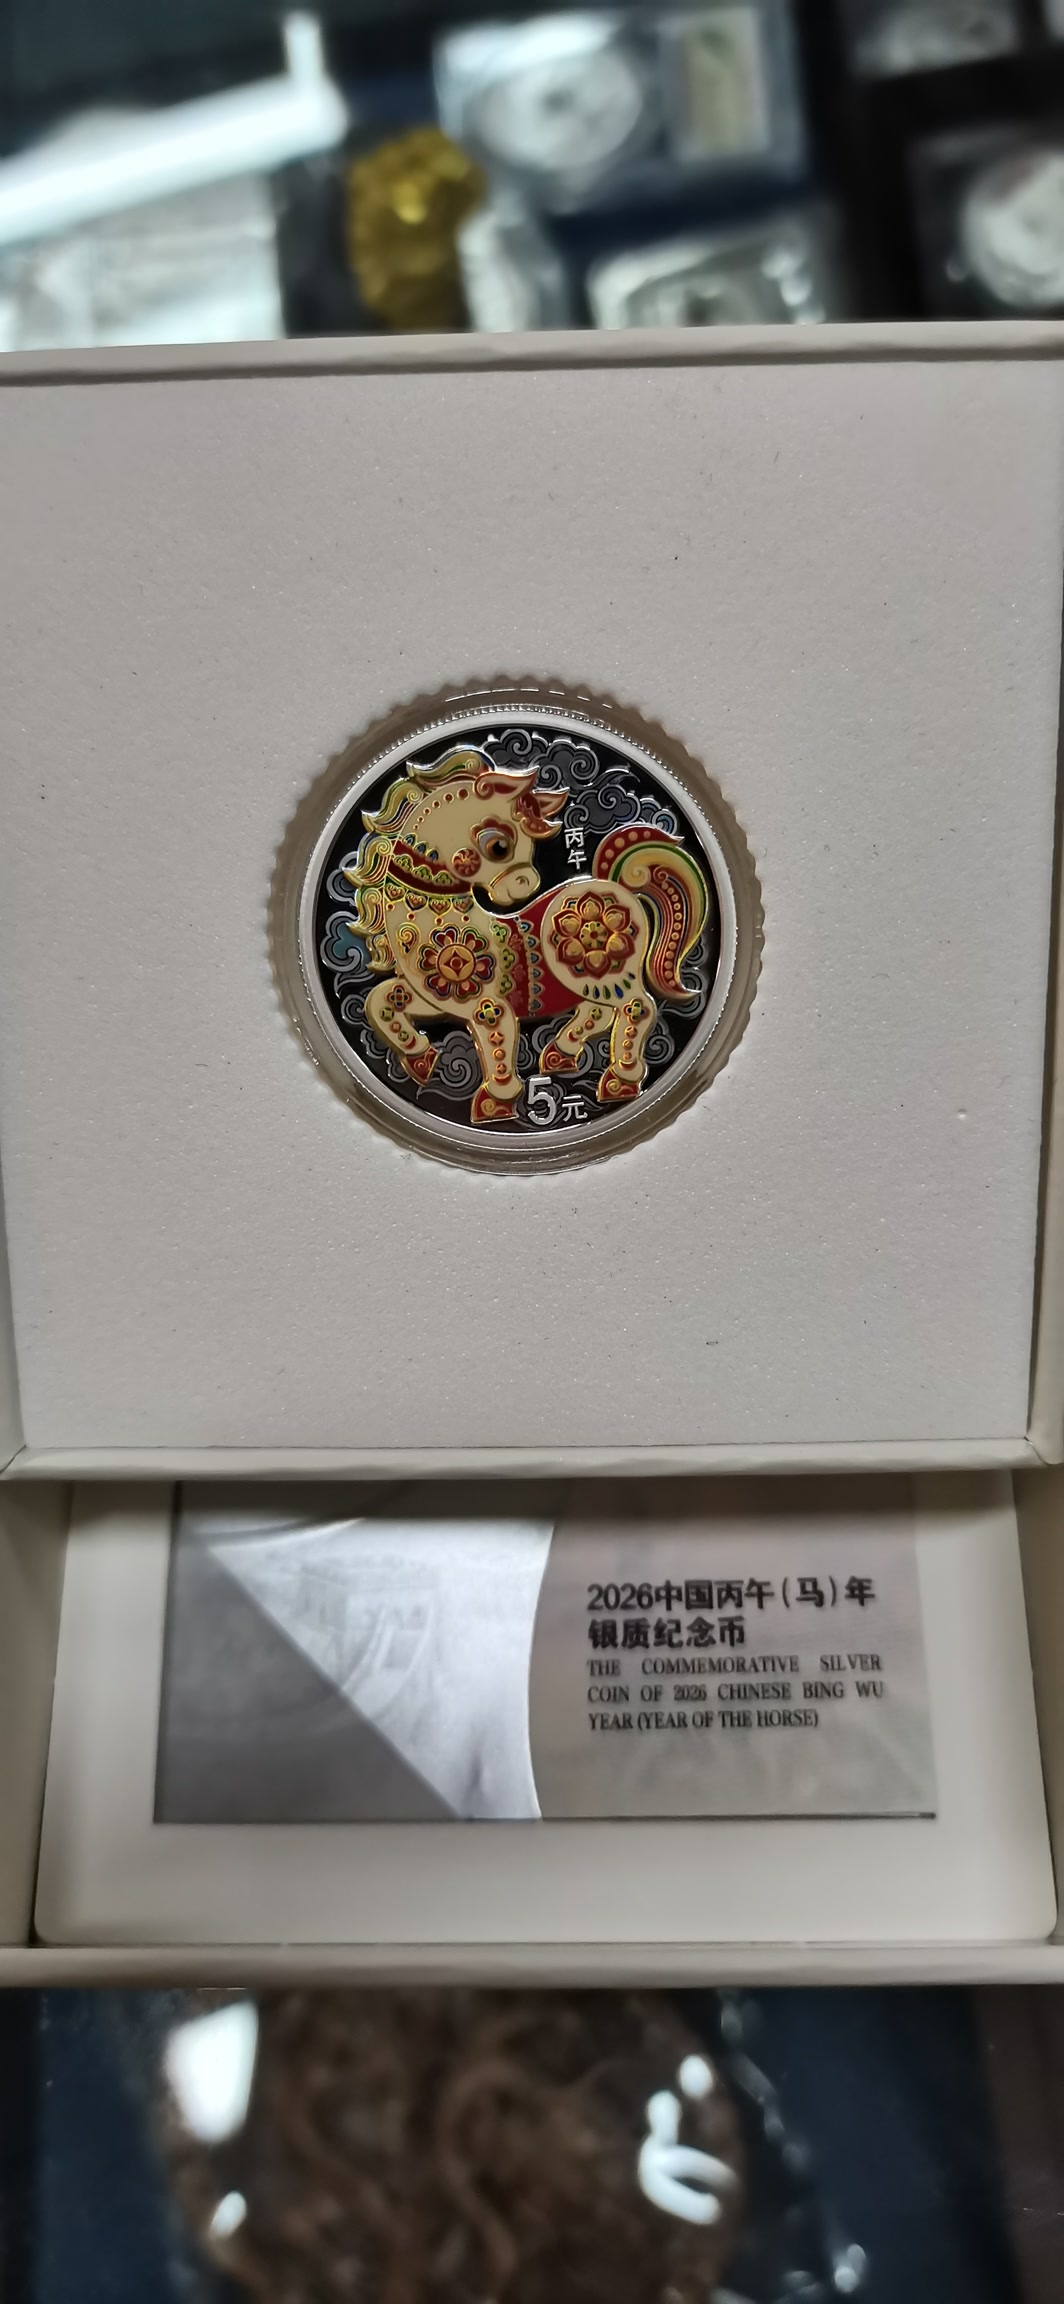 丙
午
5元
2026中国丙午(马)年
银质纪念币
THE COMMEMORATIVE SILVER
COIN OF 2026 CHINESE BING WU
YEAR (YEAR OF THE HORSE)